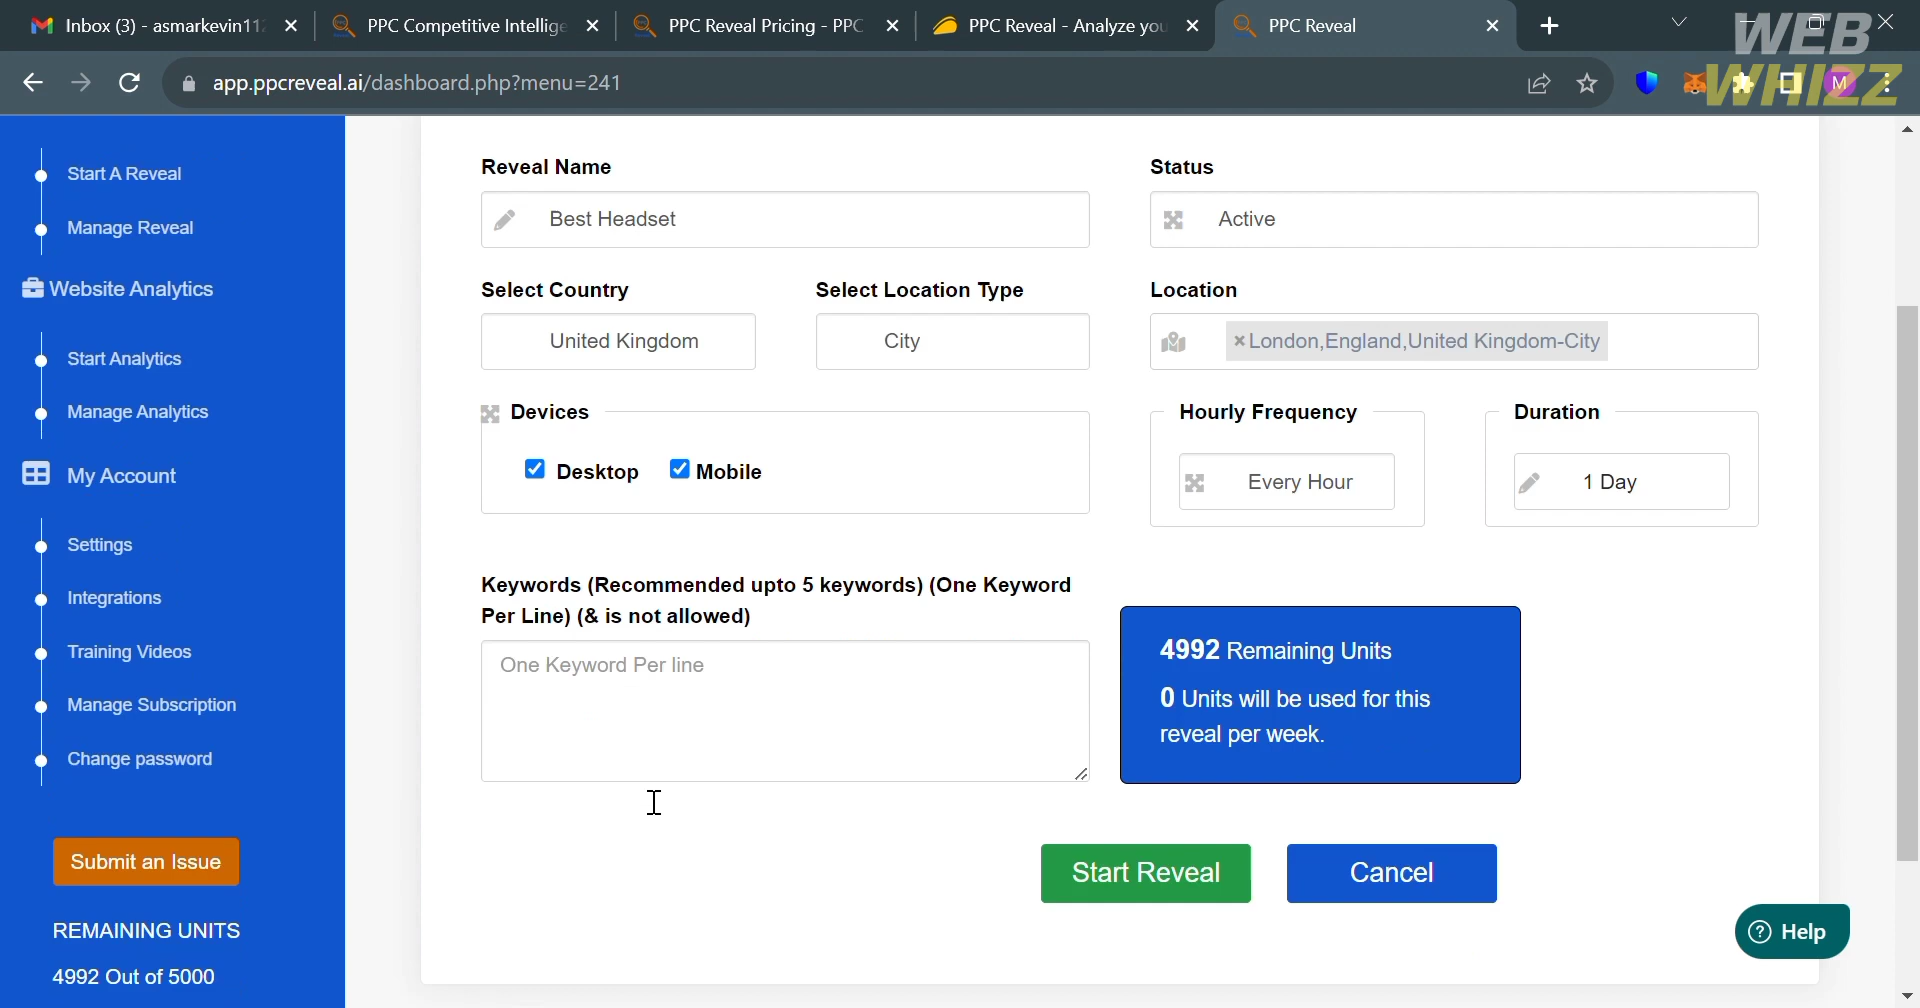 Inbox (3) - asmarkevin11
PPC Competitive Intellige
PPC Reveal Pricing - PPC
PPC Reveal - Analyze you
PPC Reveal
WEB
WHIZZ
app.ppcreveal.ai/dashboard.php?menu=241
M
Start A Reveal
Manage Reveal
Website Analytics
Start Analytics
Manage Analytics
My Account
Settings
Integrations
Training Videos
Manage Subscription
Change password
Submit an Issue
REMAINING UNITS
4992 Out of 5000
Reveal Name
Best Headset
Status
Active
Select Country
United Kingdom
Select Location Type
City
Location
×London,England,United Kingdom-City
Devices
Desktop
Mobile
Hourly Frequency
Every Hour
Duration
1 Day
Keywords (Recommended upto 5 keywords) (One Keyword
Per Line) (& is not allowed)
One Keyword Per line
4992 Remaining Units
0 Units will be used for this
reveal per week.
Start Reveal
Cancel
Help